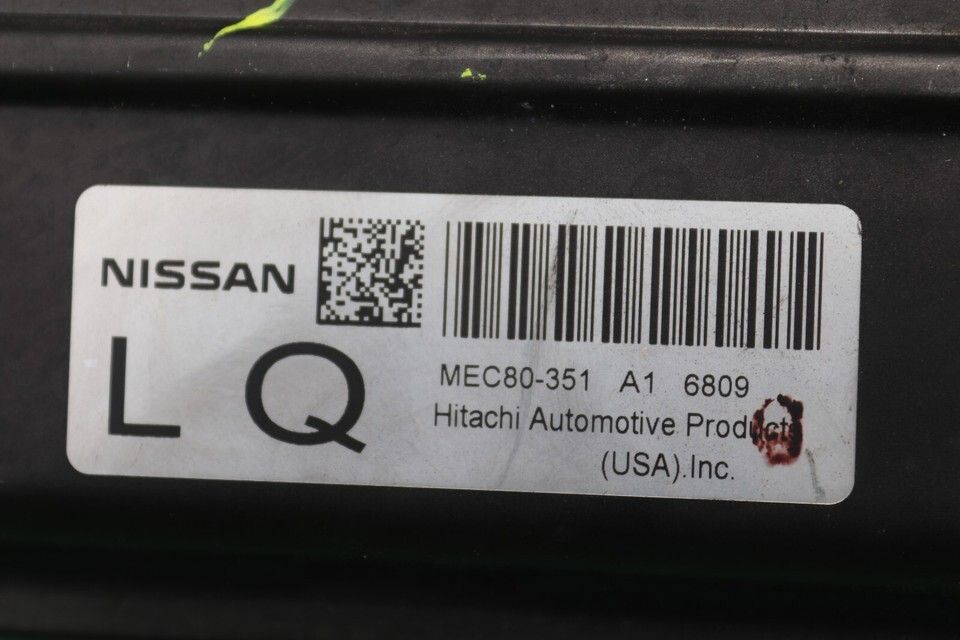 NISSAN
L Q
MEC80-351 A1 6809
Hitachi Automotive Products
(USA).Inc.